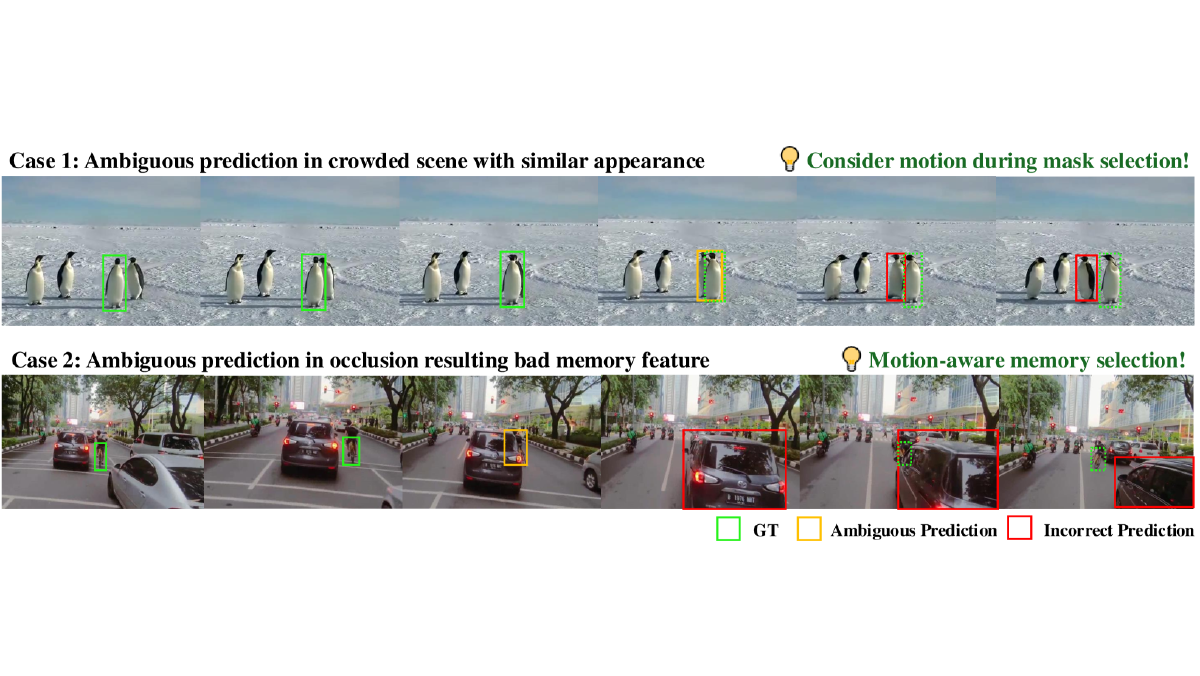 Case 1: Ambiguous prediction in crowded scene with similar appearance
Consider motion during mask selection!
Case 2: Ambiguous prediction in occlusion resulting bad memory feature
Motion-aware memory selection!
GT
Ambiguous Prediction
Incorrect Prediction